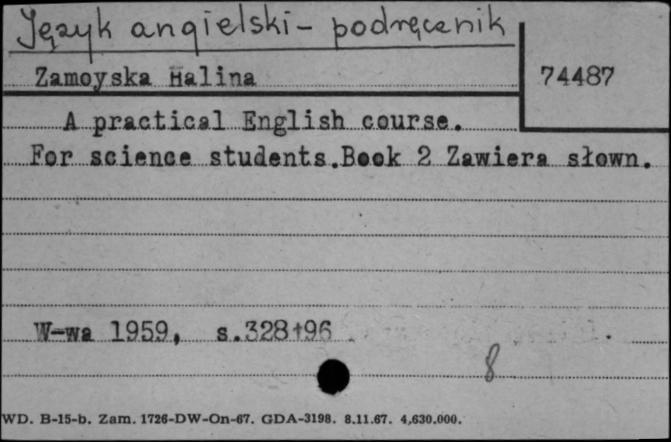 Język angielski - podręcznik
Zamoyska Halina
74487
A practical English course.
For science students.Book 2 Zawiera słown.
W-wa 1959, s.328+96
8
WD. B-15-b. Zam. 1726-DW-On-67. GDA-3198. 8.11.67. 4,630,000.